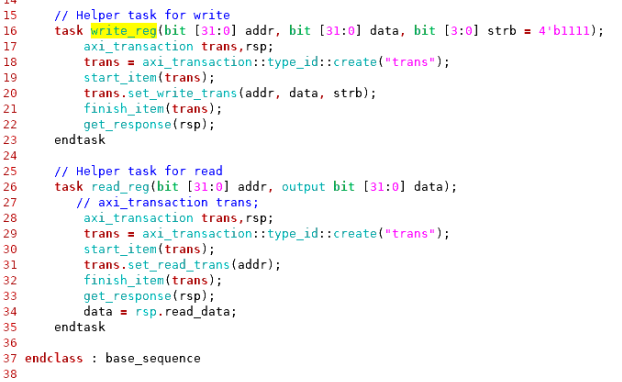 14
15    // Helper task for write
16    task write_reg(bit [31:0] addr, bit [31:0] data, bit [3:0] strb = 4'b1111);
17        axi_transaction trans,rsp;
18        trans = axi_transaction::type_id::create("trans");
19        start_item(trans);
20        trans.set_write_trans(addr, data, strb);
21        finish_item(trans);
22        get_response(rsp);
23    endtask
24
25    // Helper task for read
26    task read_reg(bit [31:0] addr, output bit [31:0] data);
27       // axi_transaction trans;
28        axi_transaction trans,rsp;
29        trans = axi_transaction::type_id::create("trans");
30        start_item(trans);
31        trans.set_read_trans(addr);
32        finish_item(trans);
33        get_response(rsp);
34        data = rsp.read_data;
35    endtask
36
37 endclass : base_sequence
38